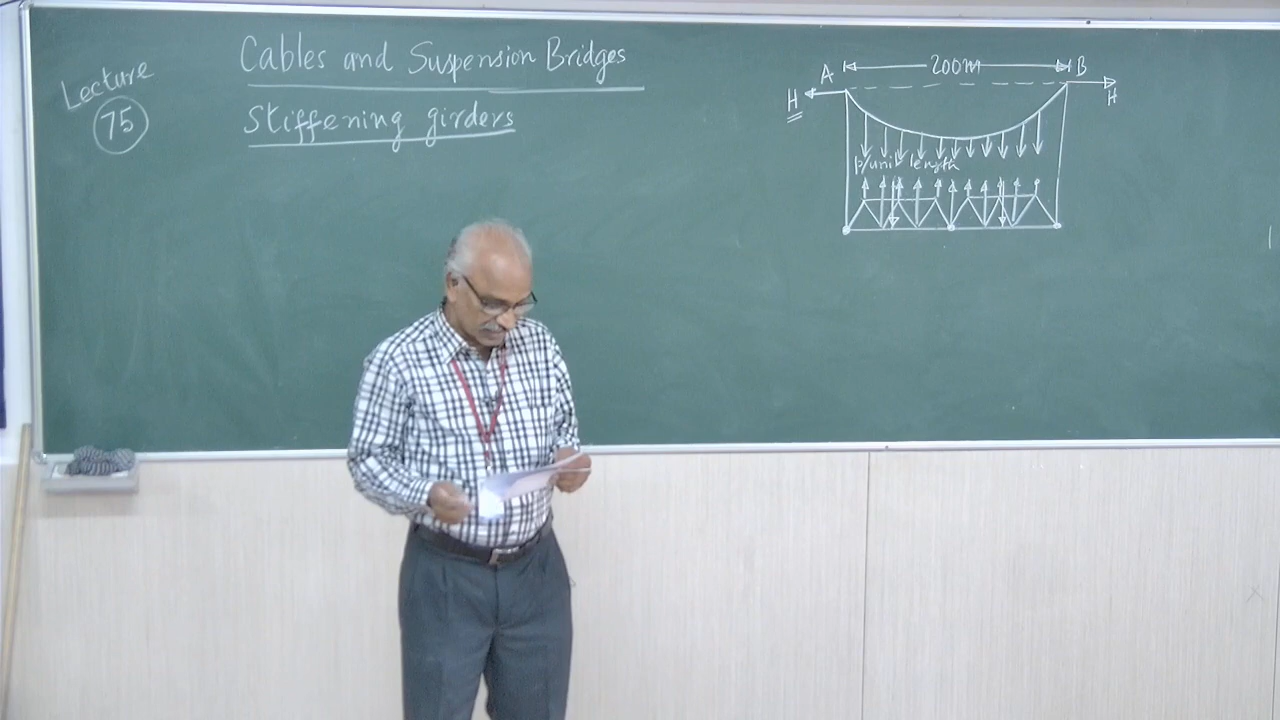 Lecture
75
Cables and Suspension Bridges
Stiffening girders
A 200m B
H H
p/unit length